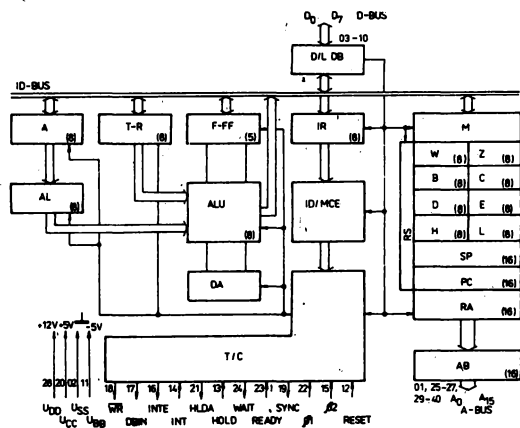 D₀ D₇ D-BUS
03-10
D/L DB
ID-BUS
A (8)
T-R (8)
F-FF (5)
IR (8)
M
W (8) Z (8)
B (8) C (8)
D (8) E (8)
H (8) L (8)
SP (16)
PC (16)
RA (16)
RS
AL (8)
ALU (8)
ID/MCE
DA
T/C
AB (16)
+12V +5V -5V
28 20 02 11
U_DD U_CC U_SS U_BB
18 17 16 14 21 13 24 23 19 22 15 12
WR INTE HLDA WAIT SYNC ϕ2
DBIN INT HOLD READY ϕ1 RESET
01, 25-27,
29-40 A₀ A₁₅
A-BUS